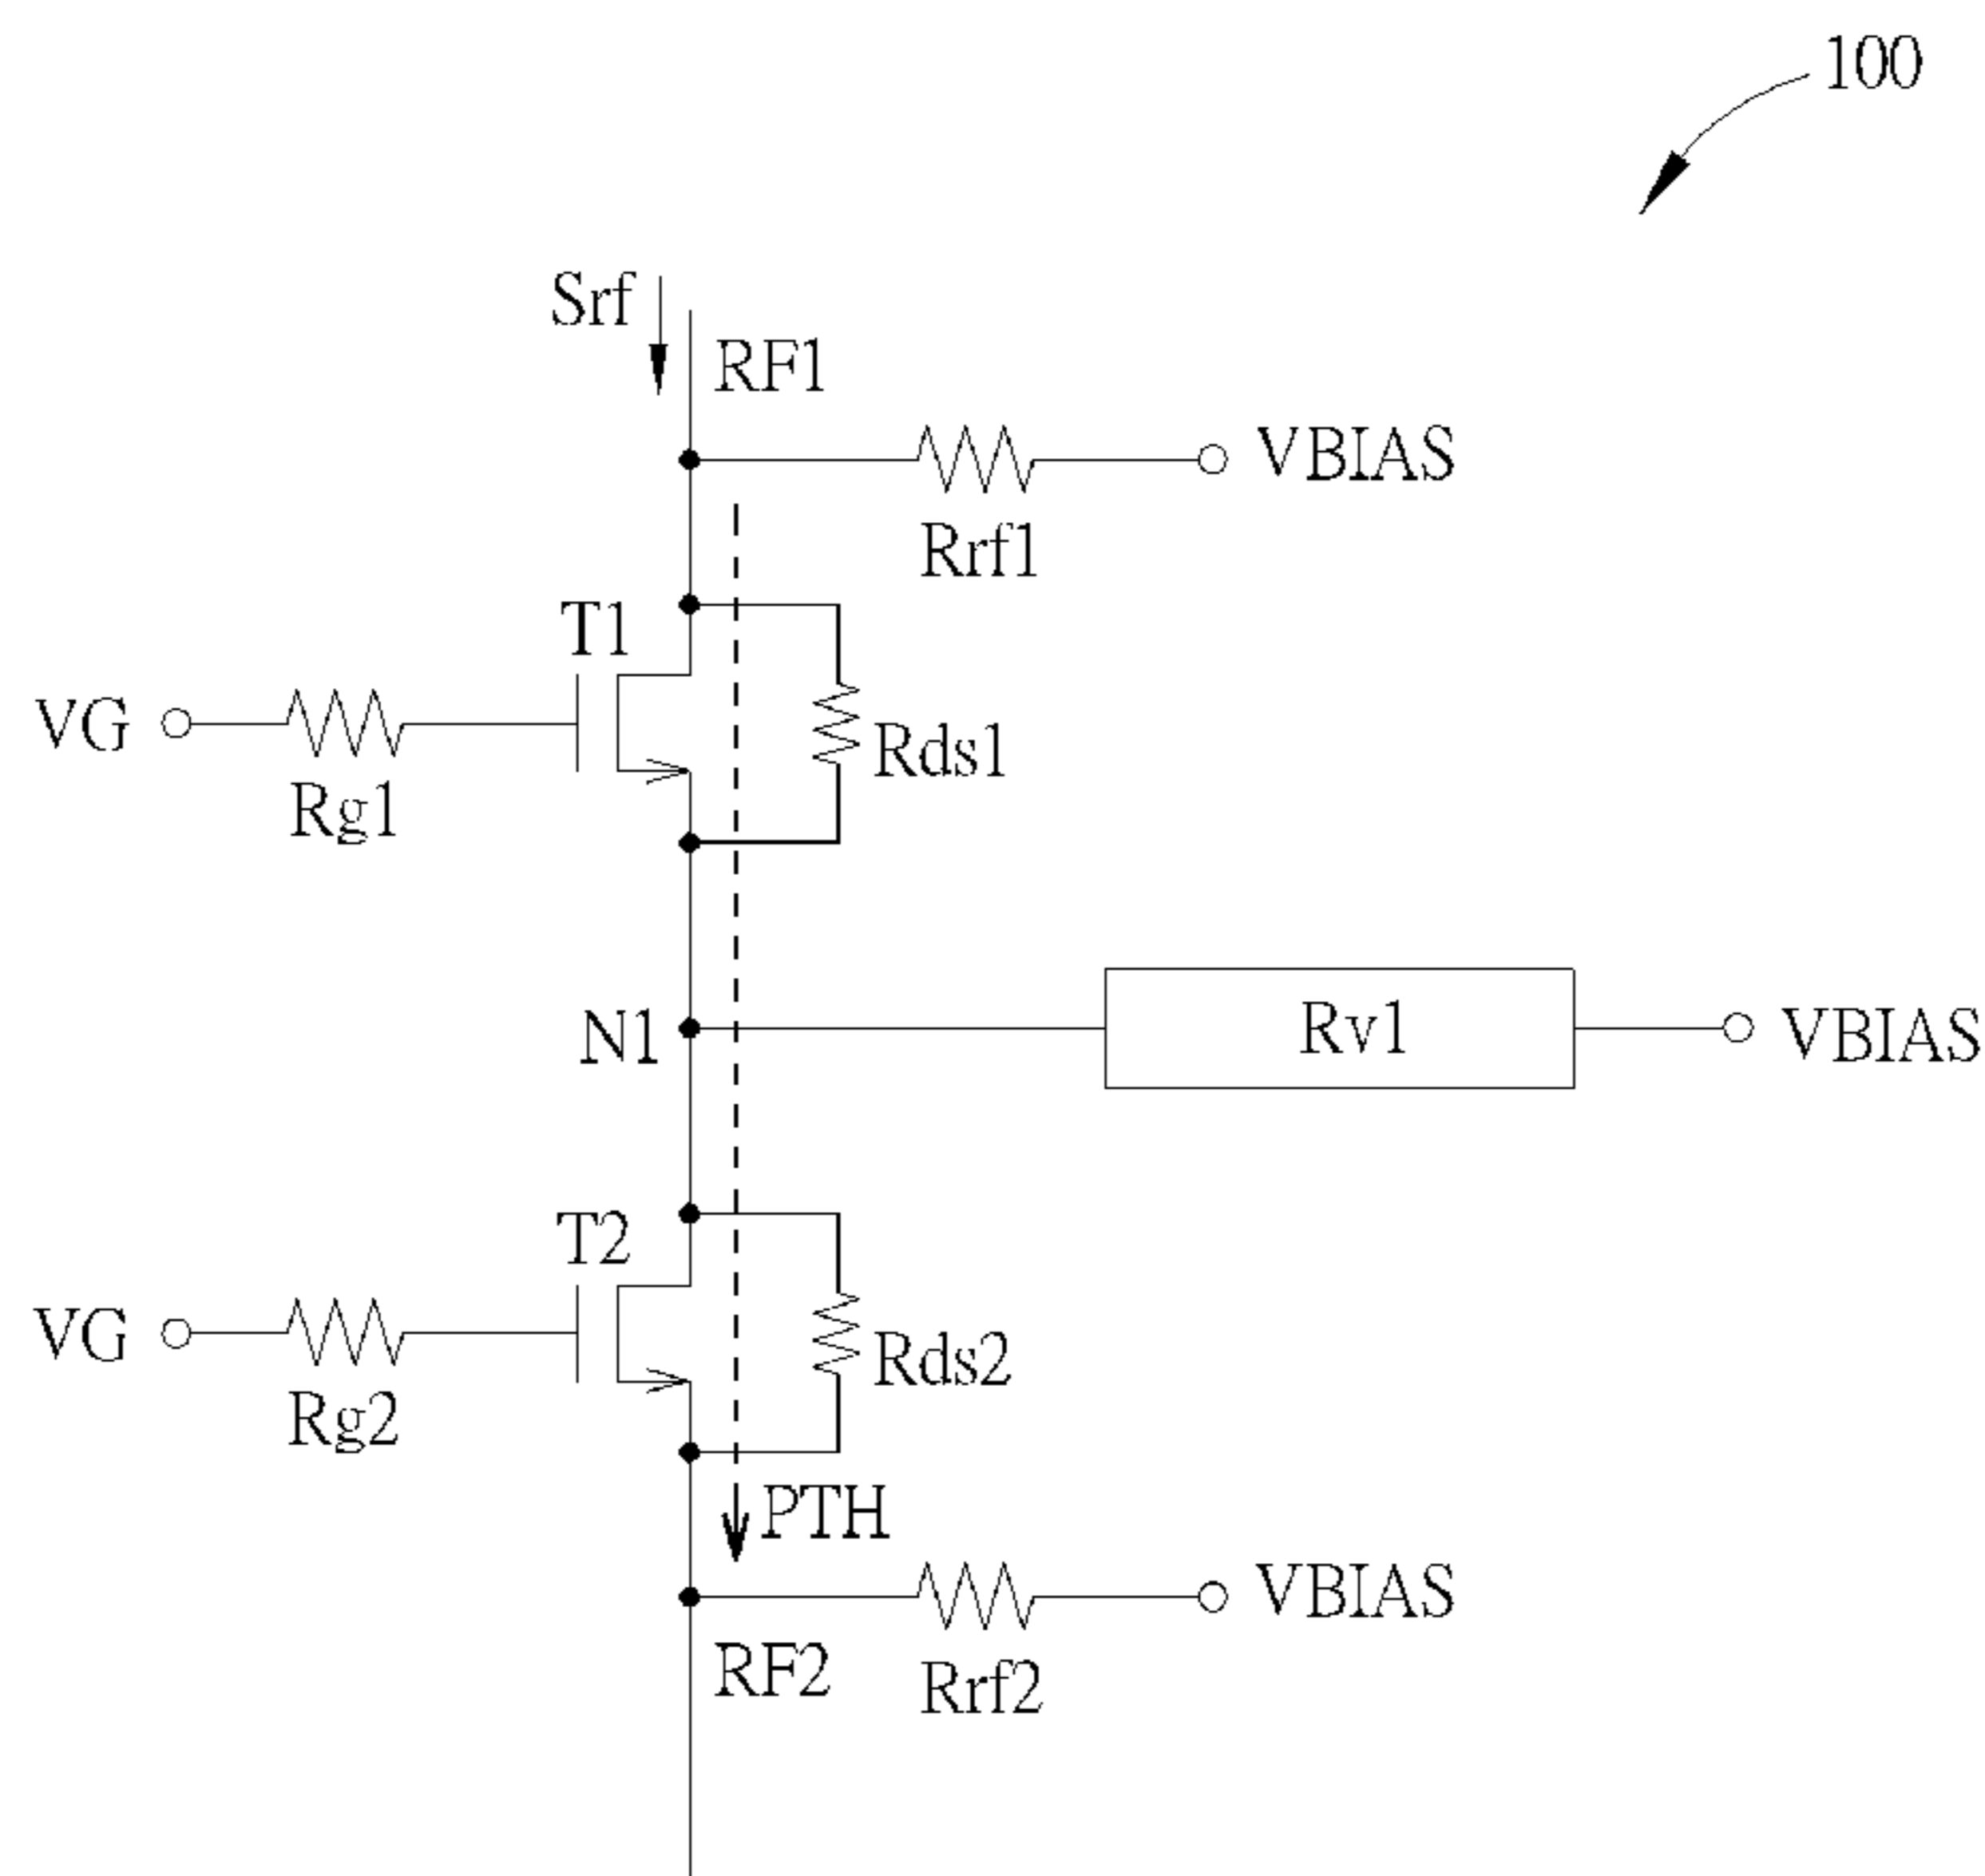 100
Srf
RF1
VBIAS
Rrf1
T1
VG
Rds1
Rg1
N1
Rv1
VBIAS
T2
VG
Rds2
Rg2
PTH
VBIAS
RF2
Rrf2